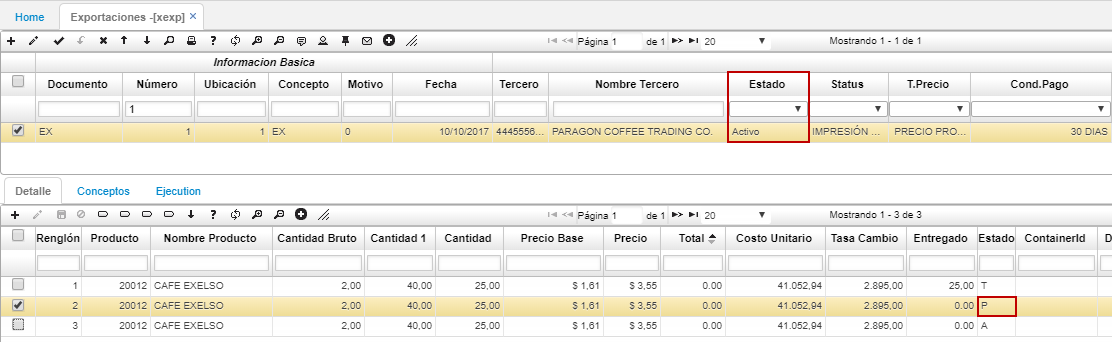 Home Exportaciones -[xexp] ×
Página 1 de 1 20 Mostrando 1 - 1 de 1
Informacion Basica
Documento Número Ubicación Concepto Motivo Fecha Tercero Nombre Tercero Estado Status T.Precio Cond.Pago
1
EX 1 1 EX 0 10/10/2017 4445556... PARAGON COFFEE TRADING CO. Activo IMPRESIÓN ... PRECIO PRO... 30 DIAS
Detalle Conceptos Ejecution
Página 1 de 1 20 Mostrando 1 - 3 de 3
Renglón Producto Nombre Producto Cantidad Bruto Cantidad 1 Cantidad Precio Base Precio Total Costo Unitario Tasa Cambio Entregado Estado ContainerId D
1 20012 CAFE EXELSO 2,00 40,00 25,00 $ 1,61 $ 3,55 0.00 41.052,94 2.895,00 25,00 T
2 20012 CAFE EXELSO 2,00 40,00 25,00 $ 1,61 $ 3,55 0.00 41.052,94 2.895,00 0.00 P
3 20012 CAFE EXELSO 2,00 40,00 25,00 $ 1,61 $ 3,55 0.00 41.052,94 2.895,00 0.00 A